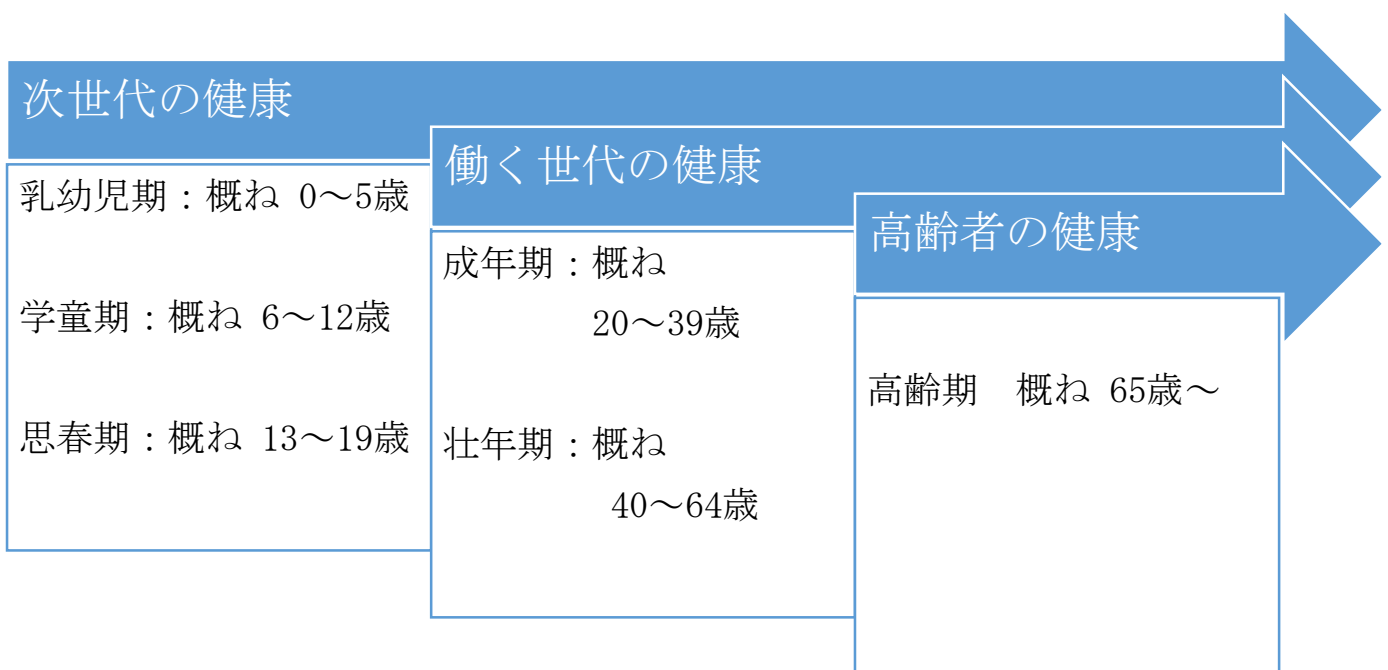 次世代の健康
乳幼児期：概ね 0～5歳
学童期：概ね 6～12歳
思春期：概ね 13～19歳
働く世代の健康
成年期：概ね
20～39歳
壮年期：概ね
40～64歳
高齢者の健康
高齢期　概ね 65歳～